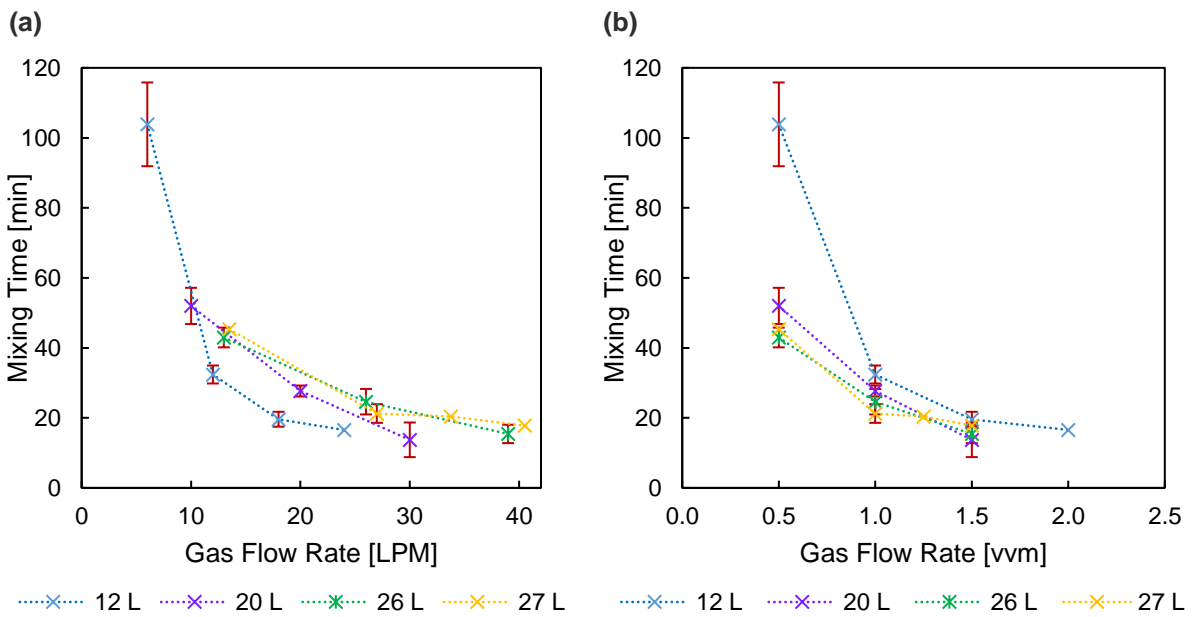 (a)
120
100
80
60
40
20
0
Mixing Time [min]
0 10 20 30 40
Gas Flow Rate [LPM]
12 L 20 L 26 L 27 L
(b)
120
100
80
60
40
20
0
Mixing Time [min]
0.0 0.5 1.0 1.5 2.0 2.5
Gas Flow Rate [vvm]
12 L 20 L 26 L 27 L